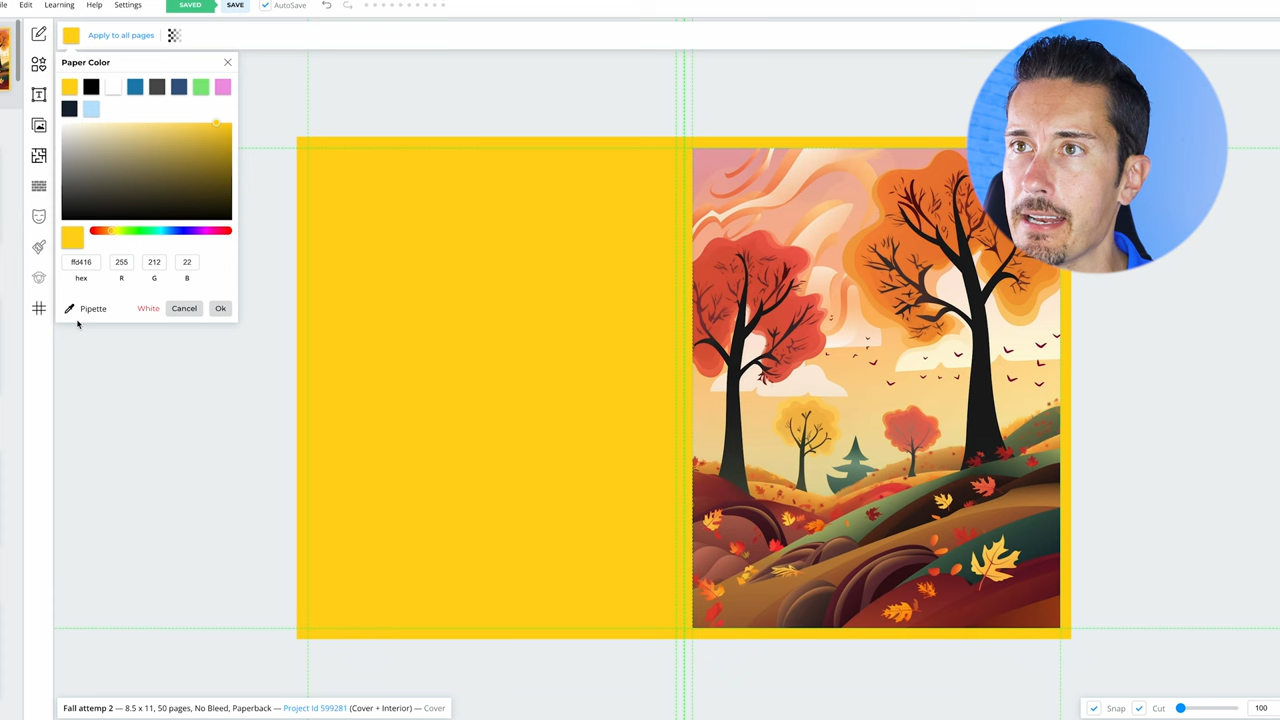 le Edit Learning Help Settings SAVED SAVE AutoSave
Apply to all pages
Paper Color
ffd416 255 212 22
hex R G B
Pipette White Cancel Ok
Fall attemp 2 — 8.5 x 11, 50 pages, No Bleed, Paperback — Project Id 599281 (Cover + Interior) — Cover
Snap Cut 100